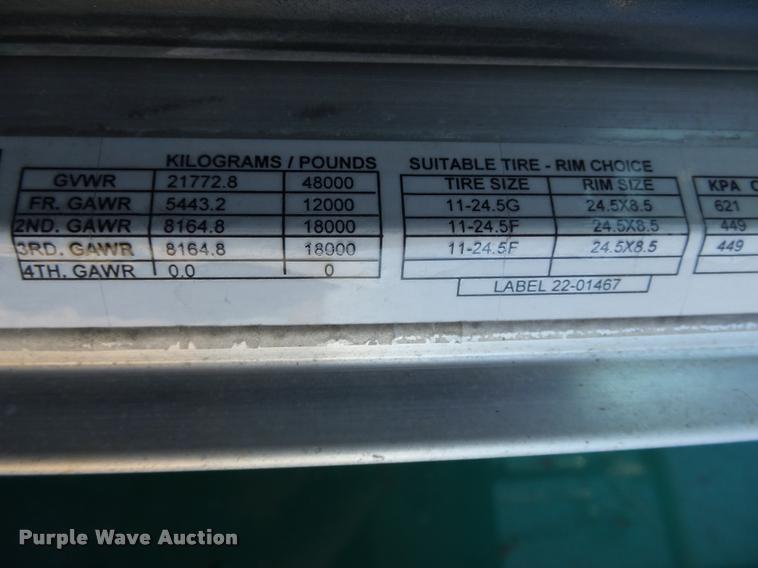 KILOGRAMS / POUNDS SUITABLE TIRE - RIM CHOICE
GVWR 21772.8 48000 TIRE SIZE RIM SIZE KPA
FR. GAWR 5443.2 12000 11-24.5G 24.5X8.5 621
2ND. GAWR 8164.8 18000 11-24.5F 24.5X8.5 449
3RD. GAWR 8164.8 18000 11-24.5F 24.5X8.5 449
4TH. GAWR 0.0 0
LABEL 22-01467
Purple Wave Auction